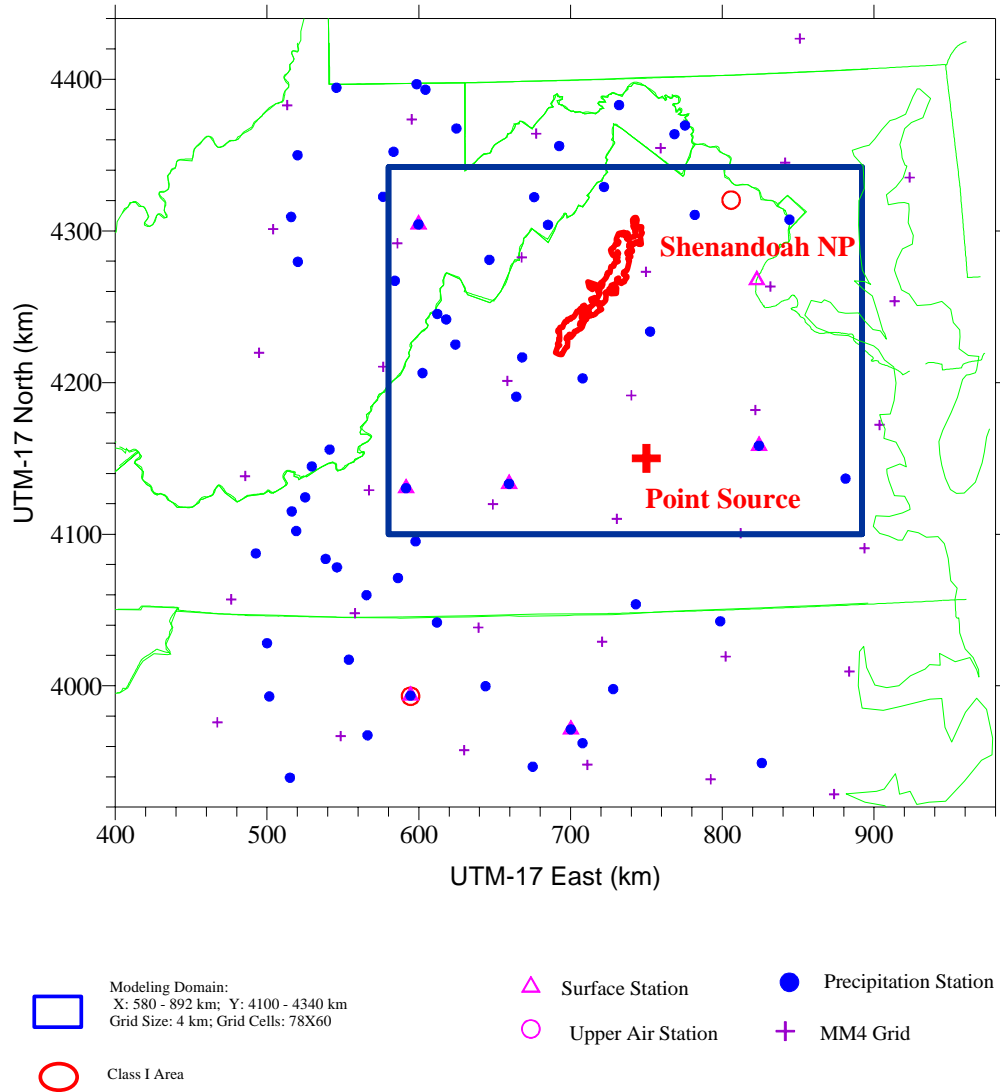 4400
4300
4200
4100
4000
UTM-17 North (km)
Shenandoah NP
Point Source
400 500 600 700 800 900
UTM-17 East (km)
Modeling Domain:
X: 580 - 892 km; Y: 4100 - 4340 km
Grid Size: 4 km; Grid Cells: 78X60
Class I Area
Surface Station
Upper Air Station
Precipitation Station
MM4 Grid